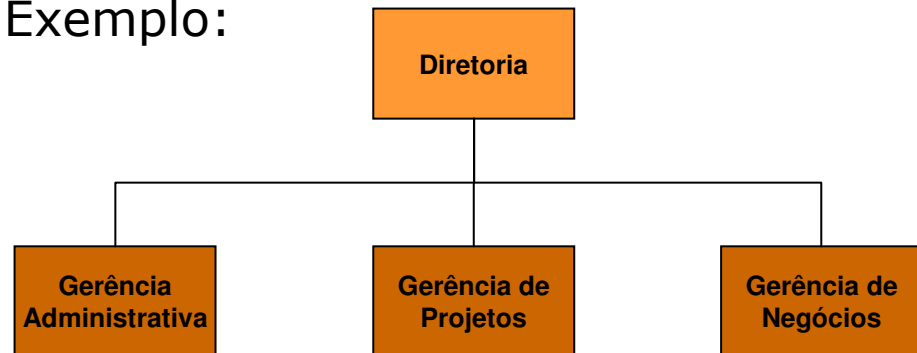 Exemplo:
Diretoria
Gerência
Administrativa
Gerência de
Projetos
Gerência de
Negócios